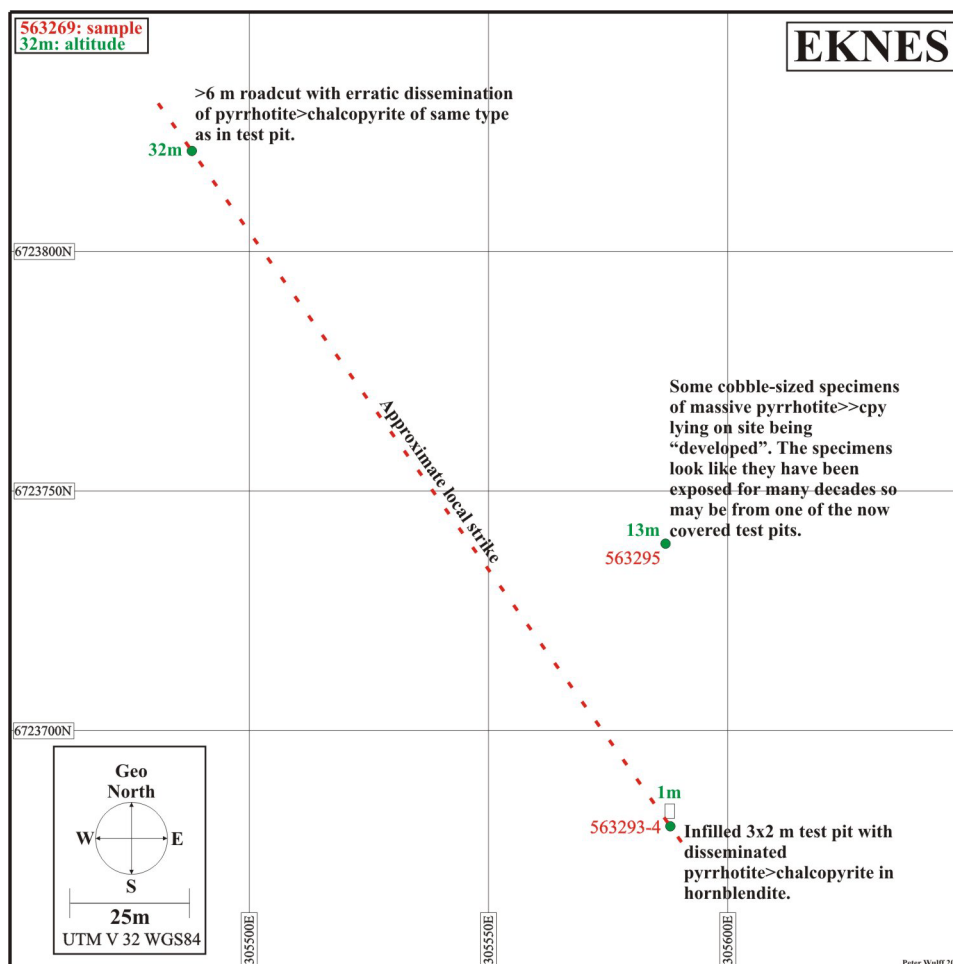 563269: sample
32m: altitude
EKNES
>6 m roadcut with erratic dissemination
of pyrrhotite>chalcopyrite of same type
as in test pit.
32m
6723800N
Approximate local strike
Some cobble-sized specimens
of massive pyrrhotite>>cpy
lying on site being
“developed”. The specimens
look like they have been
exposed for many decades so
may be from one of the now
covered test pits.
6723750N
13m
563295
6723700N
1m
563293-4
Infilled 3x2 m test pit with
disseminated
pyrrhotite>chalcopyrite in
hornblendite.
Geo
North
W
E
S
25m
UTM V 32 WGS84
305500E
305550E
305600E
Peter Wulff